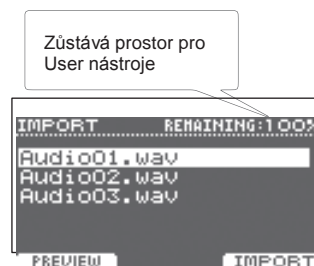 Zůstává prostor pro
User nástroje
IMPORT REMAINING:100%
Audio01.wav
Audio02.wav
Audio03.wav
PREVIEW IMPORT